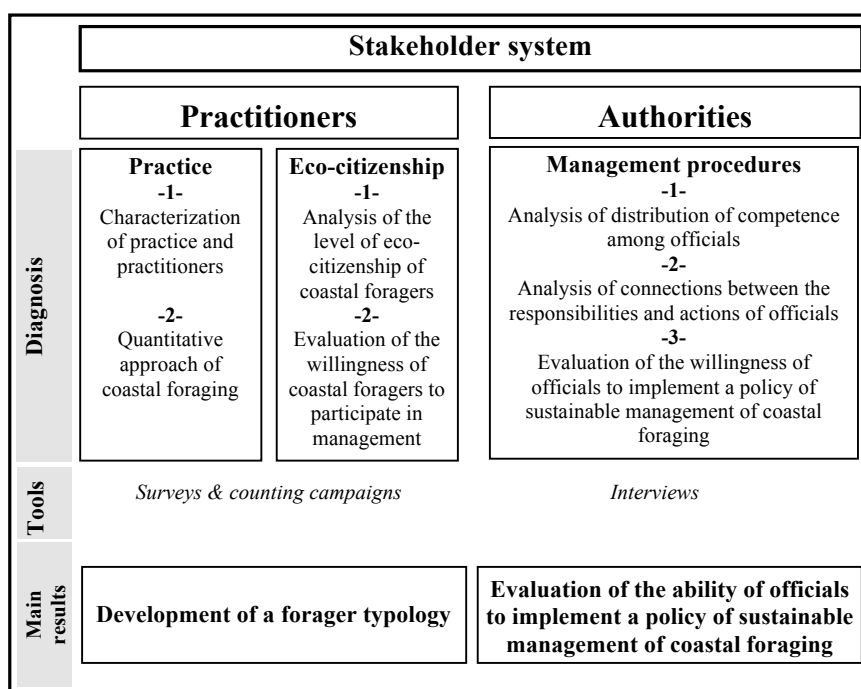 Stakeholder system
Practitioners
Authorities
Diagnosis
Practice
-1-
Characterization
of practice and
practitioners
-2-
Quantitative
approach of
coastal foraging
Eco-citizenship
-1-
Analysis of the
level of eco-
citizenship of
coastal foragers
-2-
Evaluation of the
willingness of
coastal foragers to
participate in
management
Management procedures
-1-
Analysis of distribution of competence
among officials
-2-
Analysis of connections between the
responsibilities and actions of officials
-3-
Evaluation of the willingness of
officials to implement a policy of
sustainable management of coastal
foraging
Tools
Surveys & counting campaigns
Interviews
Main
results
Development of a forager typology
Evaluation of the ability of officials
to implement a policy of sustainable
management of coastal foraging